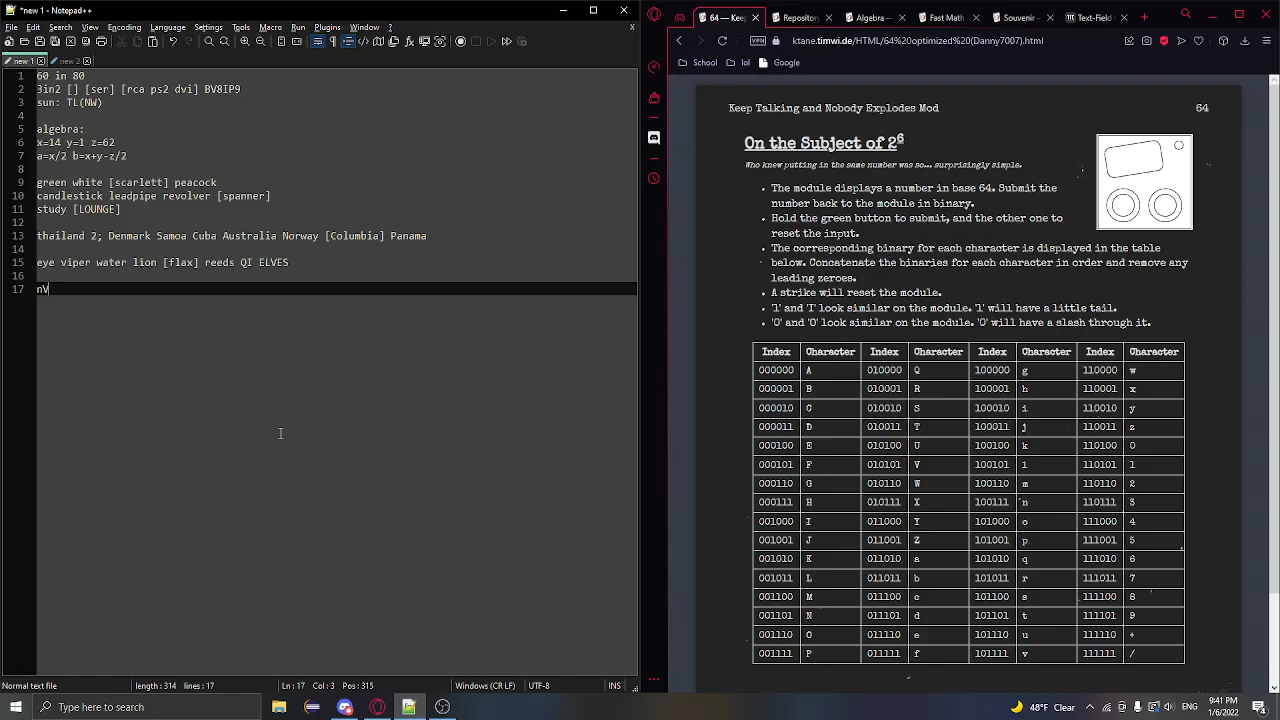 *new 1 - Notepad++
File Edit Search View Encoding Language Settings Tools Macro Run Plugins Window ?
new 1 new 2
1 60 in 80
2 3in2 [] [ser] [rca ps2 dvi] BV8IP9
3 sun: TL(NW)
4
5 algebra:
6 x=44 y=1 z=62
7 a=x/2 b=x+y-z/2
8
9 green white [scarlett] peacock
10 candlestick leadpipe revolver [spanner]
11 study [LOUNGE]
12
13 thailand 2; Denmark Samoa Cuba Australia Norway [Columbia] Panama
14
15 eye viper water lion [flax] reeds QI ELVES
16
17 nV
Normal text file length: 314 lines: 17 Ln: 17 Col: 3 Pos: 315 Windows (CR LF) UTF-8 INS
64 — Keep Repository Algebra — Fast Math Souvenir — Text-Field
VPN ktane.timwi.de/HTML/64%20optimized%20(Danny7007).html
School lol Google
Keep Talking and Nobody Explodes Mod 64
On the Subject of 2⁶
Who knew putting in the same number was so... surprisingly simple.
• The module displays a number in base 64. Submit the
number back to the module in binary.
• Hold the green button to submit, and the other one to
reset the input.
• The corresponding binary for each character is displayed in the table
below. Concatenate the binaries for each character in order and remove any
leading zeroes.
• A strike will reset the module.
• 'l' and 'I' look similar on the module. 'l' will have a little tail.
• 'O' and '0' look similar on the module. '0' will have a slash through it.
Index Character Index Character Index Character Index Character
000000 A 010000 Q 100000 g 110000 w
000001 B 010001 R 100001 h 110001 x
000010 C 010010 S 100010 i 110010 y
000011 D 010011 T 100011 j 110011 z
000100 E 010100 U 100100 k 110100 0
000101 F 010101 V 100101 l 110101 1
000110 G 010110 W 100110 m 110110 2
000111 H 010111 X 100111 n 110111 3
001000 I 011000 Y 101000 o 111000 4
001001 J 011001 Z 101001 p 111001 5
001010 K 011010 a 101010 q 111010 6
001011 L 011011 b 101011 r 111011 7
001100 M 011100 c 101100 s 111100 8
001101 N 011101 d 101101 t 111101 9
001110 O 011110 e 101110 u 111110 +
001111 P 011111 f 101111 v 111111 /
Type here to search
48°F Clear ENG 9:41 PM
1/6/2022